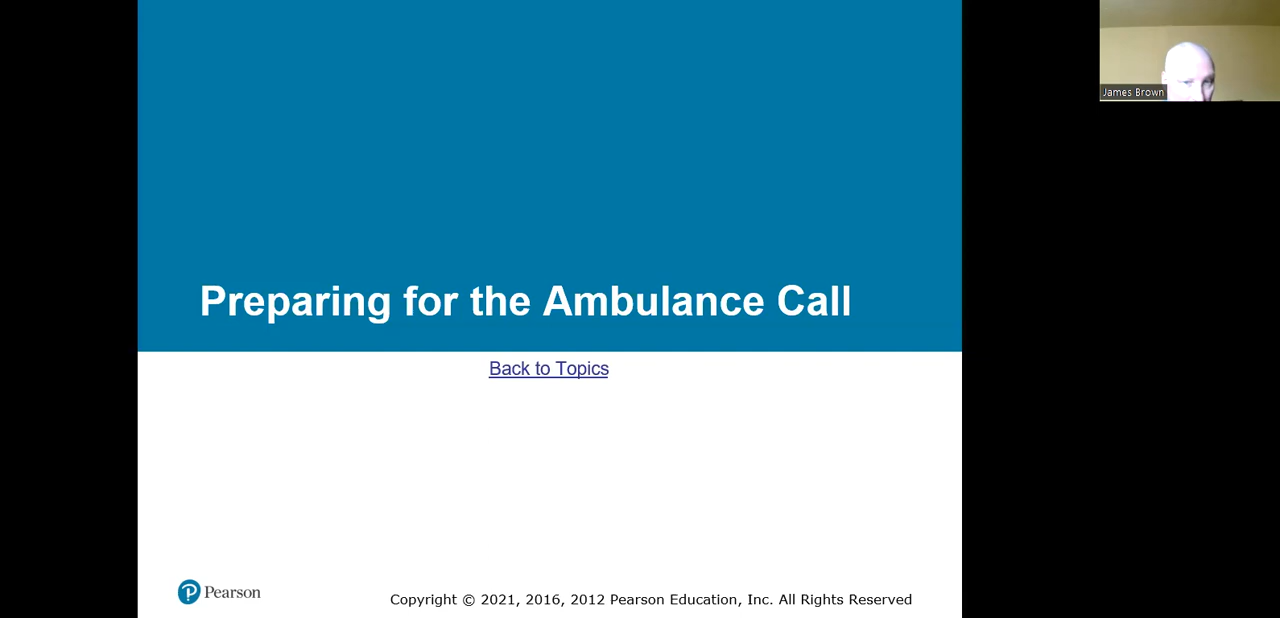 James Brown
Preparing for the Ambulance Call
Back to Topics
Pearson
Copyright © 2021, 2016, 2012 Pearson Education, Inc. All Rights Reserved